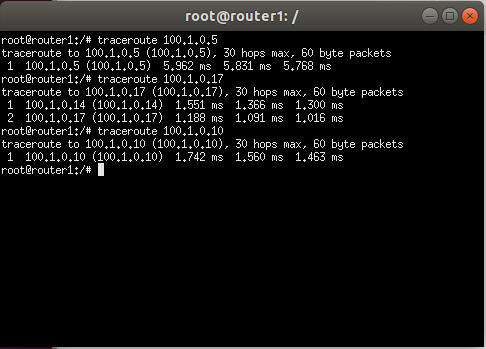 root@router1: /
root@router1:/# traceroute 100.1.0.5
traceroute to 100.1.0.5 (100.1.0.5), 30 hops max, 60 byte packets
 1  100.1.0.5 (100.1.0.5)  5.962 ms  5.831 ms  5.768 ms
root@router1:/# traceroute 100.1.0.17
traceroute to 100.1.0.17 (100.1.0.17), 30 hops max, 60 byte packets
 1  100.1.0.14 (100.1.0.14)  1.551 ms  1.366 ms  1.300 ms
 2  100.1.0.17 (100.1.0.17)  1.188 ms  1.091 ms  1.016 ms
root@router1:/# traceroute 100.1.0.10
traceroute to 100.1.0.10 (100.1.0.10), 30 hops max, 60 byte packets
 1  100.1.0.10 (100.1.0.10)  1.742 ms  1.560 ms  1.463 ms
root@router1:/#